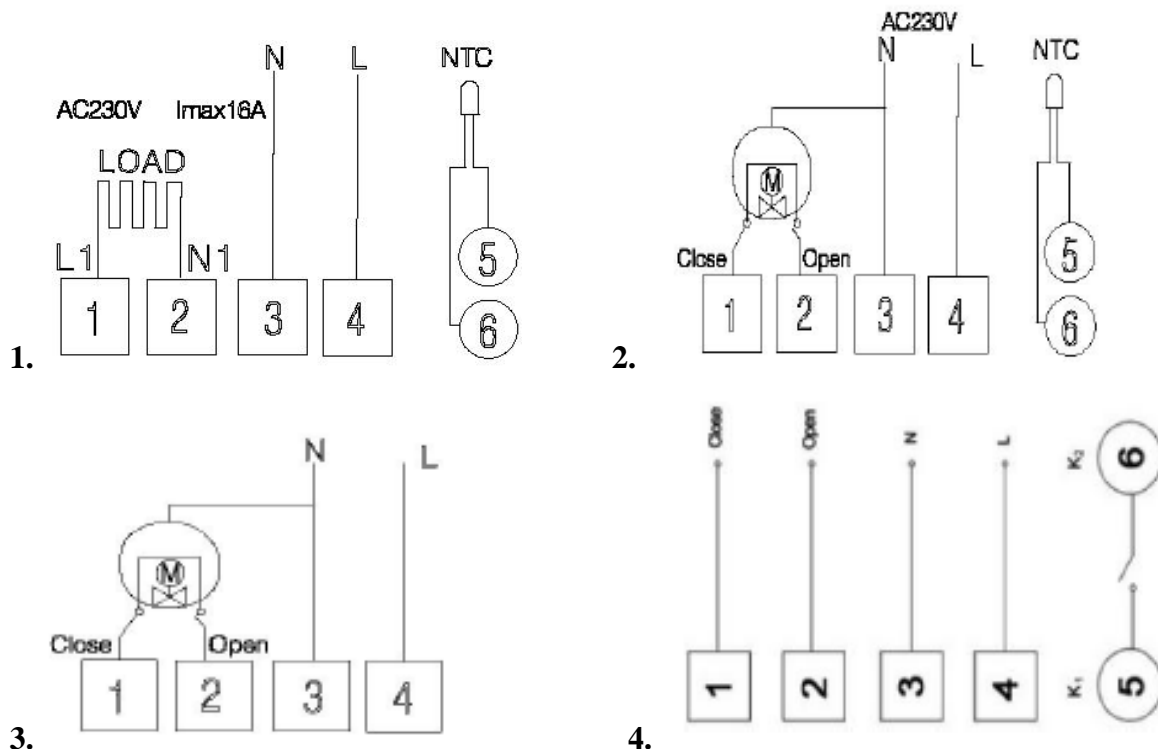 N L NTC
AC230V Imax16A
LOAD
L1 N1
5
1 2 3 4
6
1.
AC230V
N L NTC
M
Close Open
5
1 2 3 4
6
2.
N L
M
Close Open
1 2 3 4
3.
Close Open N L
K2 6
1 2 3 4
K1 5
4.